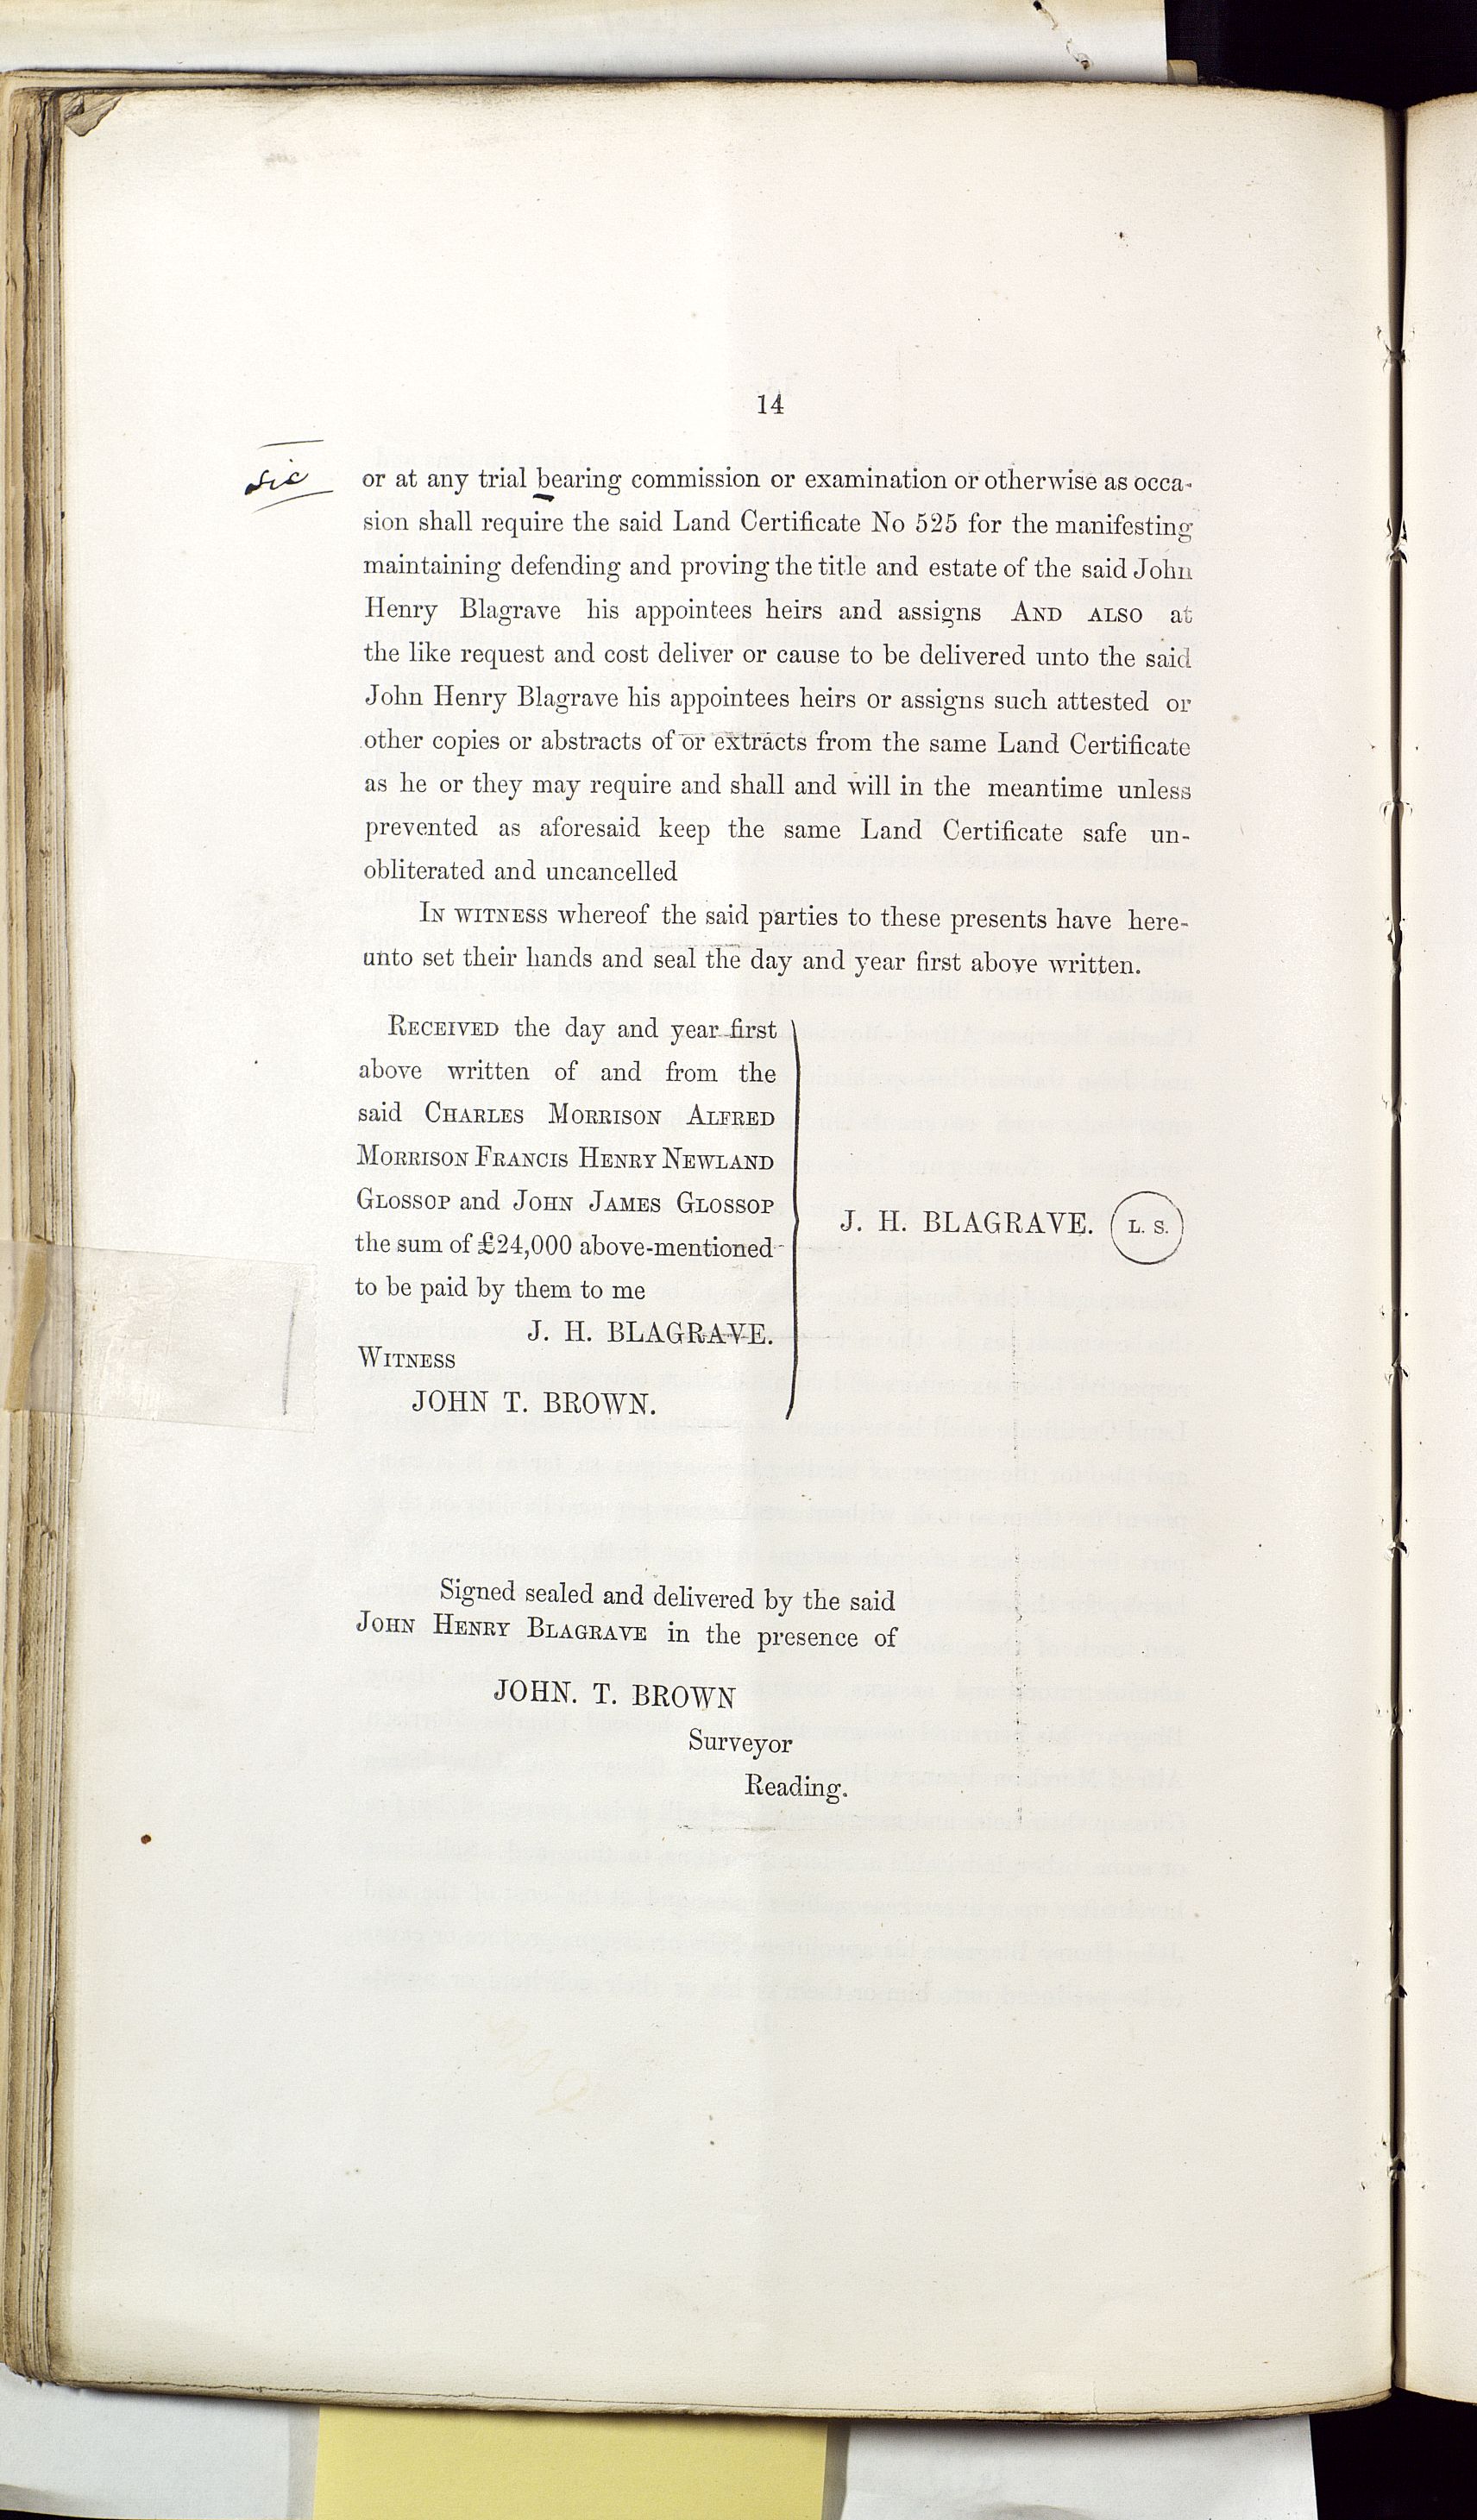 14
sic
or at any trial bearing commission or examination or otherwise as occa-
sion shall require the said Land Certificate No 525 for the manifesting
maintaining defending and proving the title and estate of the said John
Henry Blagrave his appointees heirs and assigns AND ALSO at
the like request and cost deliver or cause to be delivered unto the said
John Henry Blagrave his appointees heirs or assigns such attested or
other copies or abstracts of or extracts from the same Land Certificate
as he or they may require and shall and will in the meantime unless
prevented as aforesaid keep the same Land Certificate safe un-
obliterated and uncancelled
IN WITNESS whereof the said parties to these presents have here-
unto set their hands and seal the day and year first above written.
RECEIVED the day and year first
above written of and from the
said CHARLES MORRISON ALFRED
MORRISON FRANCIS HENRY NEWLAND
GLOSSOP and JOHN JAMES GLOSSOP
the sum of £24,000 above-mentioned
to be paid by them to me
J. H. BLAGRAVE.
WITNESS
JOHN T. BROWN.
J. H. BLAGRAVE. L. S.
Signed sealed and delivered by the said
JOHN HENRY BLAGRAVE in the presence of
JOHN. T. BROWN
Surveyor
Reading.